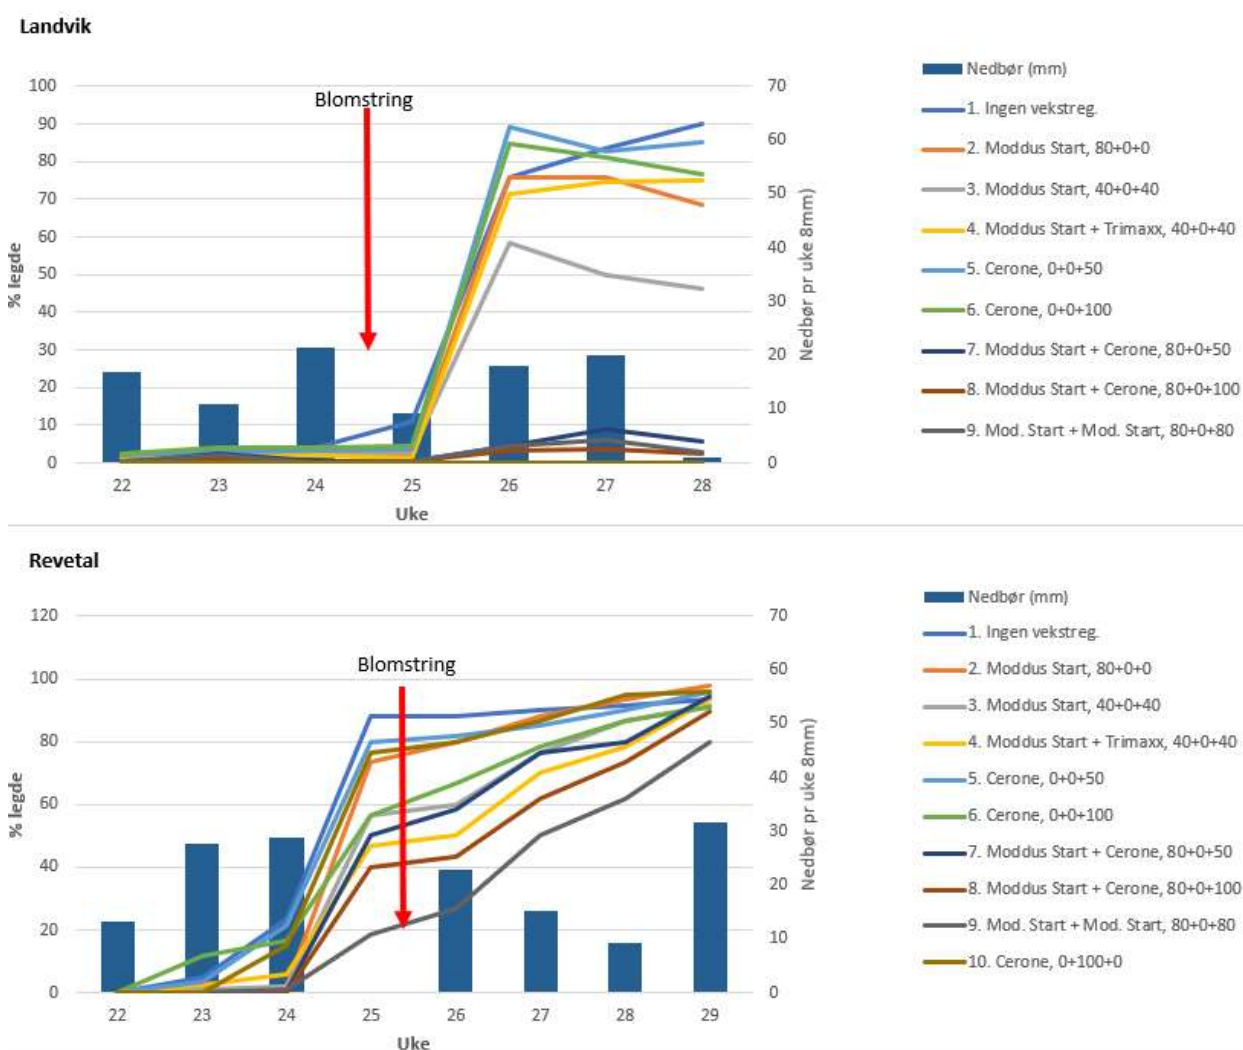 Landvik
Blomstring
100
90
80
70
60
50
40
30
20
10
0
% legde
70
60
50
40
30
20
10
0
Nedbør pr uke 8mm)
22 23 24 25 26 27 28
Uke
Nedbør (mm)
1. Ingen vekstreg.
2. Moddus Start, 80+0+0
3. Moddus Start, 40+0+40
4. Moddus Start + Trimaxx, 40+0+40
5. Cerone, 0+0+50
6. Cerone, 0+0+100
7. Moddus Start + Cerone, 80+0+50
8. Moddus Start + Cerone, 80+0+100
9. Mod. Start + Mod. Start, 80+0+80
Revetal
Blomstring
120
100
80
60
40
20
0
% legde
70
60
50
40
30
20
10
0
Nedbør pr uke 8mm)
22 23 24 25 26 27 28 29
Uke
Nedbør (mm)
1. Ingen vekstreg.
2. Moddus Start, 80+0+0
3. Moddus Start, 40+0+40
4. Moddus Start + Trimaxx, 40+0+40
5. Cerone, 0+0+50
6. Cerone, 0+0+100
7. Moddus Start + Cerone, 80+0+50
8. Moddus Start + Cerone, 80+0+100
9. Mod. Start + Mod. Start, 80+0+80
10. Cerone, 0+100+0